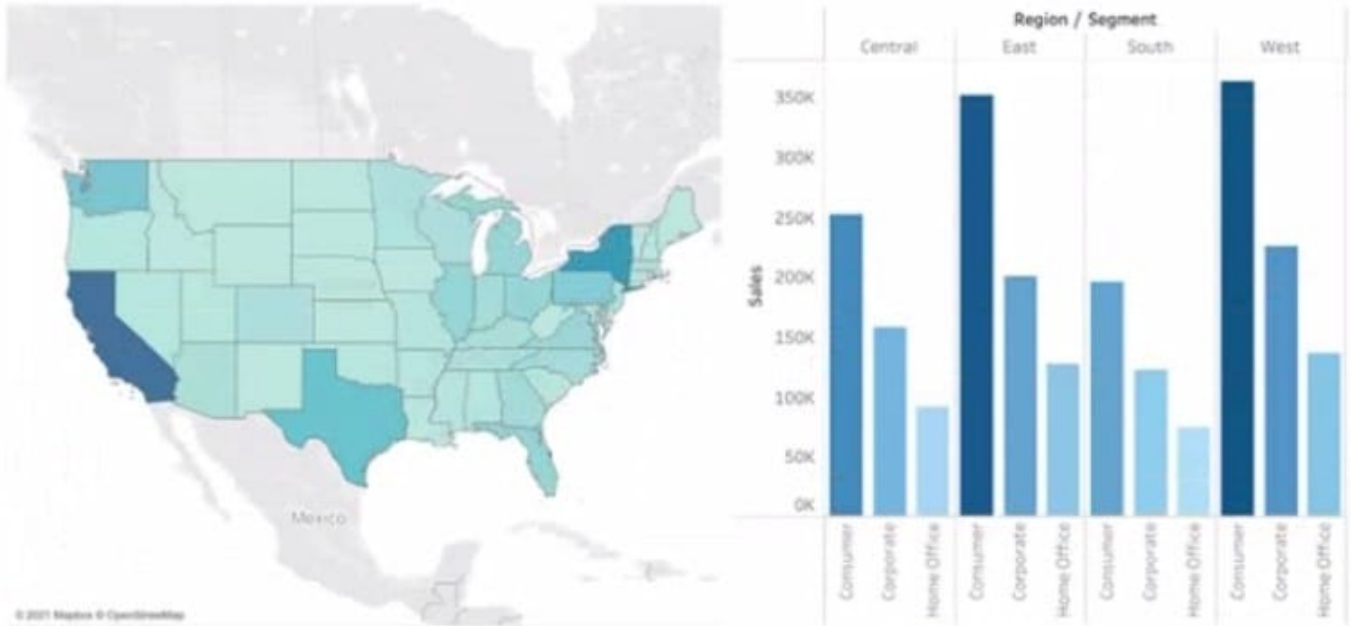 Mexico
© 2021 Mapbox © OpenStreetMap
Region / Segment
Central East South West
Sales
350K
300K
250K
200K
150K
100K
50K
0K
Consumer Corporate Home Office Consumer Corporate Home Office Consumer Corporate Home Office Consumer Corporate Home Office